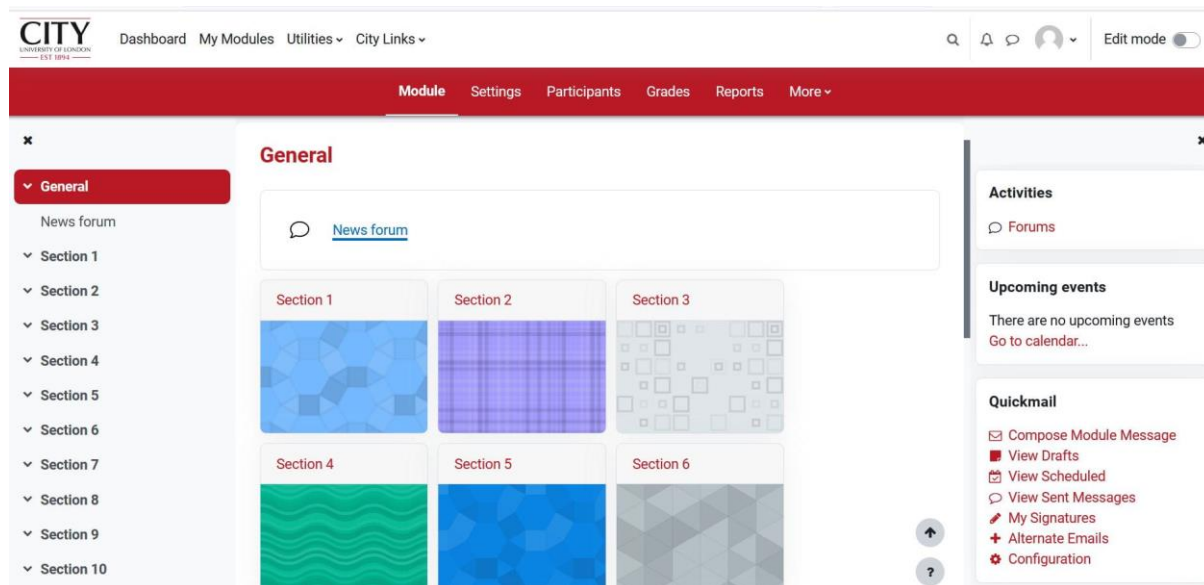 CITY
UNIVERSITY OF LONDON
EST 1894
Dashboard My Modules Utilities City Links
Edit mode
Module Settings Participants Grades Reports More
General
News forum
Section 1
Section 2
Section 3
Section 4
Section 5
Section 6
Section 7
Section 8
Section 9
Section 10
General
News forum
Section 1 Section 2 Section 3
Section 4 Section 5 Section 6
?
Activities
Forums
Upcoming events
There are no upcoming events
Go to calendar...
Quickmail
Compose Module Message
View Drafts
View Scheduled
View Sent Messages
My Signatures
Alternate Emails
Configuration